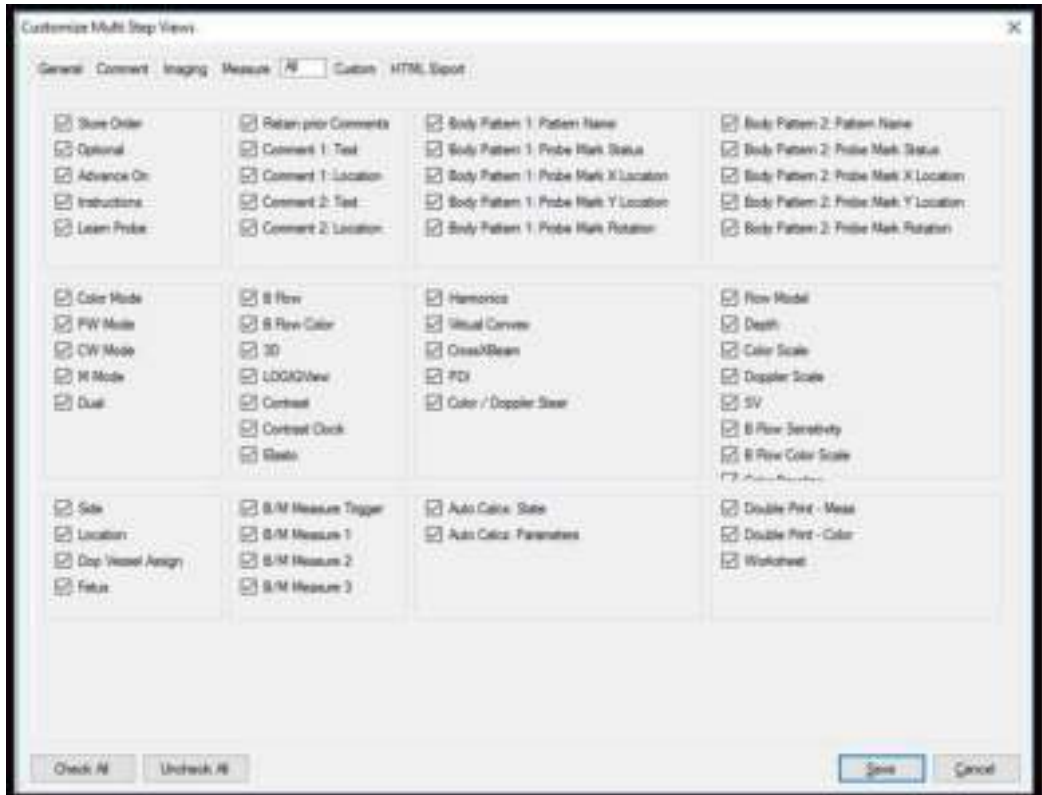 Customize Multi Step Views
General Comment Imaging Measure All Custom HTML Export
Store Order
Optional
Advance On
Instructions
Learn Probe
Retain prior Comments
Comment 1: Text
Comment 1: Location
Comment 2: Text
Comment 2: Location
Body Pattern 1: Pattern Name
Body Pattern 1: Probe Mark Status
Body Pattern 1: Probe Mark X Location
Body Pattern 1: Probe Mark Y Location
Body Pattern 1: Probe Mark Rotation
Body Pattern 2: Pattern Name
Body Pattern 2: Probe Mark Status
Body Pattern 2: Probe Mark X Location
Body Pattern 2: Probe Mark Y Location
Body Pattern 2: Probe Mark Rotation
Color Mode
PW Mode
CW Mode
M Mode
Dual
B Flow
B Flow Color
3D
LOGIQView
Contrast
Contrast Clock
Elasto
Harmonics
Virtual Convex
CrossXBeam
PDI
Color / Doppler Steer
Flow Model
Depth
Color Scale
Doppler Scale
SV
B Flow Sensitivity
B Flow Color Scale
Side
Location
Dop Vessel Assign
Fetus
B/M Measure Trigger
B/M Measure 1
B/M Measure 2
B/M Measure 3
Auto Calcs: State
Auto Calcs: Parameters
Double Print - Meas
Double Print - Color
Worksheet
Check All Uncheck All Save Cancel